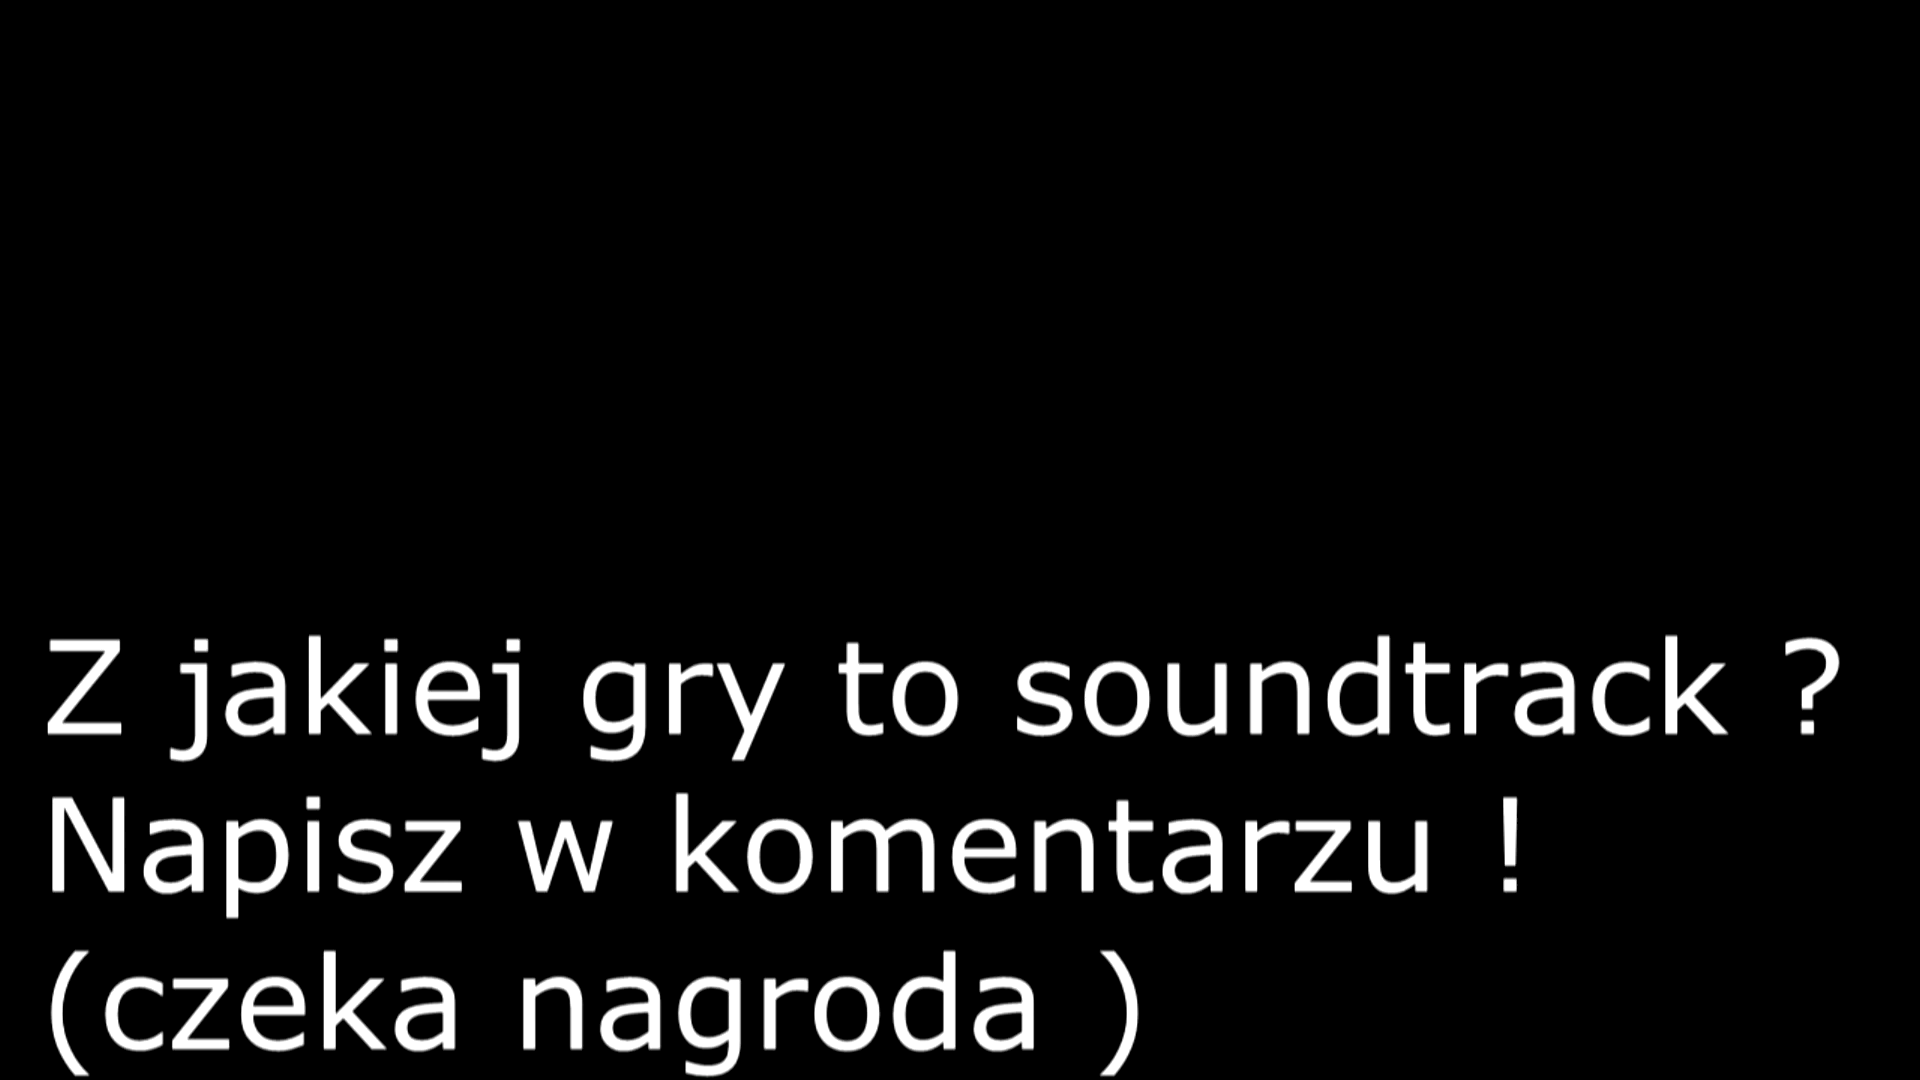 Z jakiej gry to soundtrack ?
Napisz w komentarzu !
(czeka nagroda )